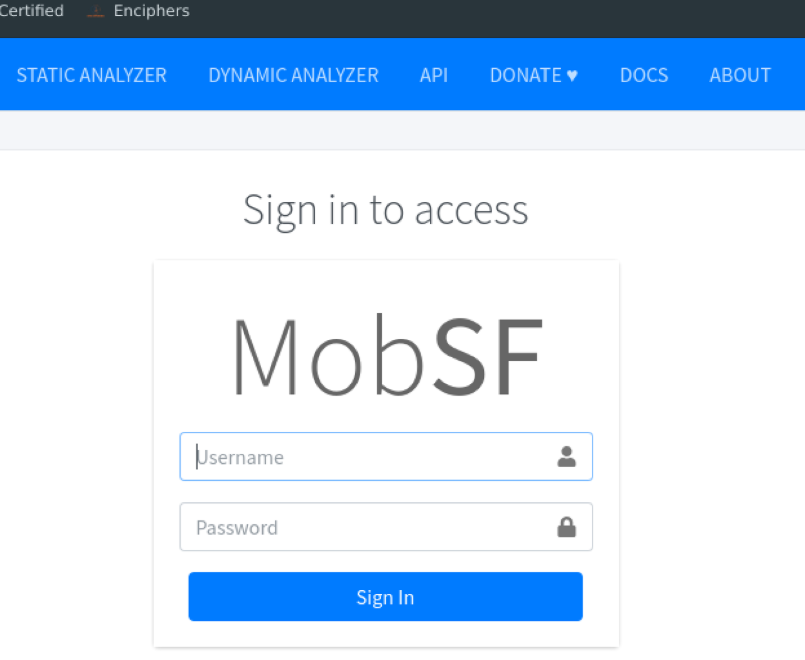 Certified Enciphers
STATIC ANALYZER DYNAMIC ANALYZER API DONATE ♥ DOCS ABOUT
Sign in to access
MobSF
Username
Password
Sign In